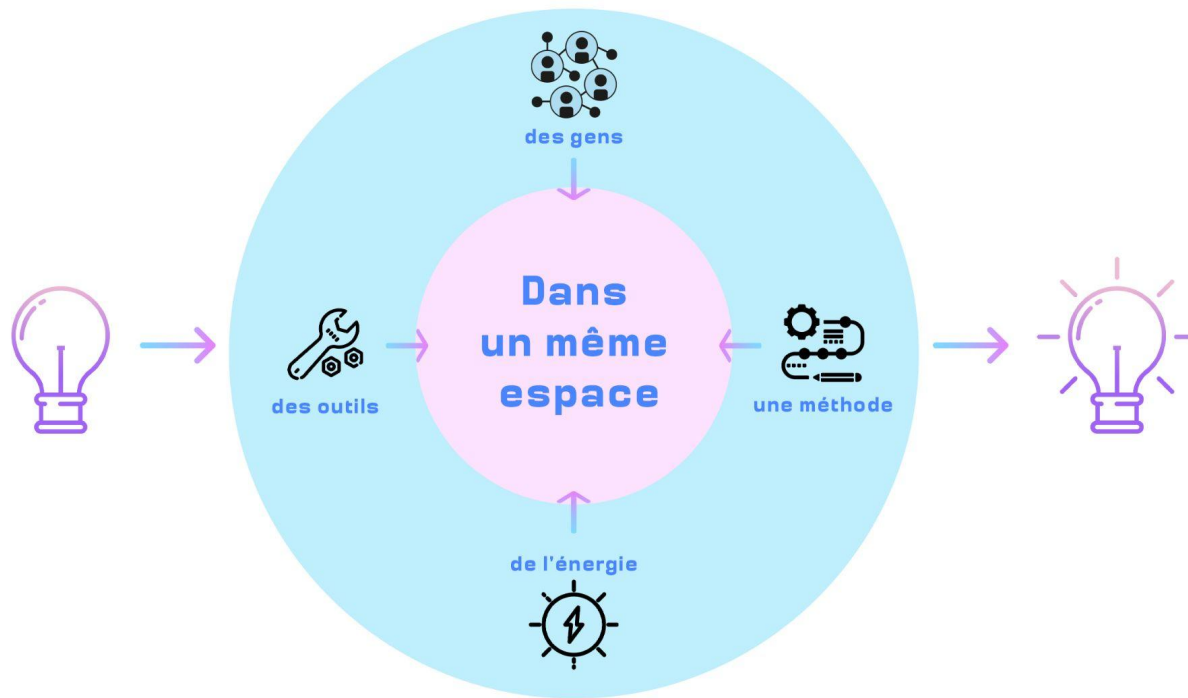 des gens
Dans
un même
espace
des outils
une méthode
de l'énergie